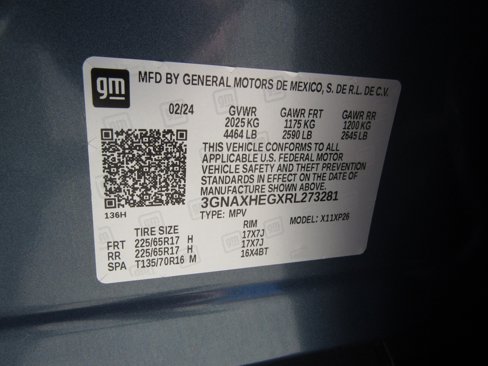 gm
MFD BY GENERAL MOTORS DE MEXICO, S. DE R.L. DE C.V.
02/24 GVWR GAWR FRT GAWR RR
2025 KG 1175 KG 1200 KG
4464 LB 2590 LB 2645 LB
THIS VEHICLE CONFORMS TO ALL
APPLICABLE U.S. FEDERAL MOTOR
VEHICLE SAFETY AND THEFT PREVENTION
STANDARDS IN EFFECT ON THE DATE OF
MANUFACTURE SHOWN ABOVE.
3GNAXHEGXRL273281
136H
TYPE: MPV MODEL: X11XP26
TIRE SIZE RIM
FRT 225/65R17 H 17X7J
RR 225/65R17 H 17X7J
SPA T135/70R16 M 16X4BT